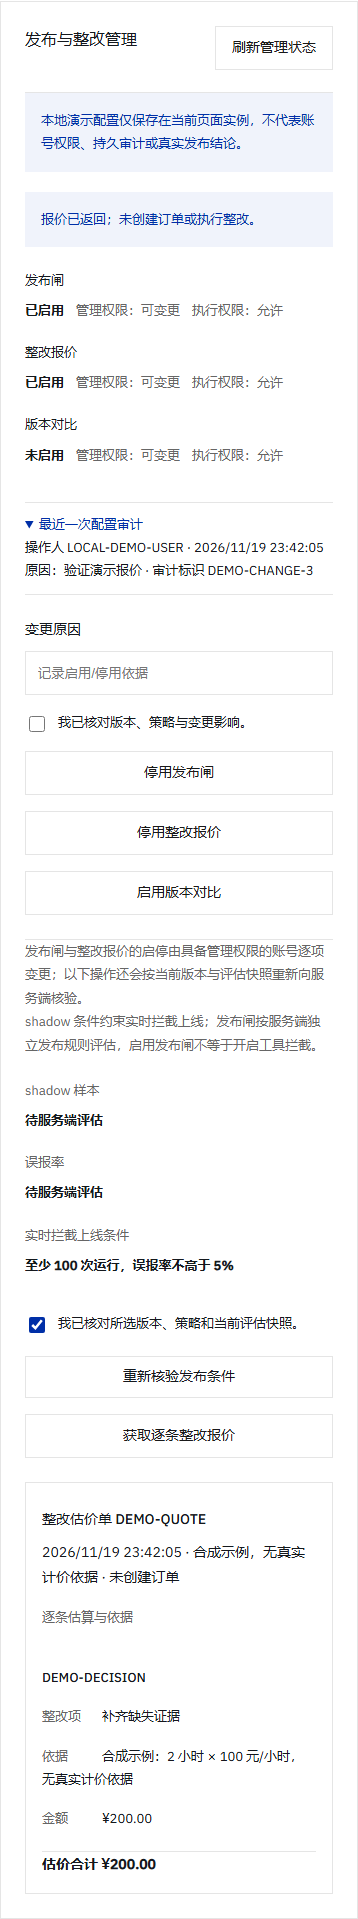 发布与整改管理
刷新管理状态
本地演示配置仅保存在当前页面实例，不代表账
号权限、持久审计或真实发布结论。
报价已返回；未创建订单或执行整改。
发布闸
已启用 管理权限：可变更 执行权限：允许
整改报价
已启用 管理权限：可变更 执行权限：允许
版本对比
未启用 管理权限：可变更 执行权限：允许
▼ 最近一次配置审计
操作人 LOCAL-DEMO-USER · 2026/11/19 23:42:05
原因：验证演示报价 · 审计标识 DEMO-CHANGE-3
变更原因
记录启用/停用依据
我已核对版本、策略与变更影响。
停用发布闸
停用整改报价
启用版本对比
发布闸与整改报价的启停由具备管理权限的账号逐项
变更；以下操作还会按当前版本与评估快照重新向服
务端核验。
shadow 条件约束实时拦截上线；发布闸按服务端独
立发布规则评估，启用发布闸不等于开启工具拦截。
shadow 样本
待服务端评估
误报率
待服务端评估
实时拦截上线条件
至少 100 次运行，误报率不高于 5%
我已核对所选版本、策略和当前评估快照。
重新核验发布条件
获取逐条整改报价
整改估价单 DEMO-QUOTE
2026/11/19 23:42:05 · 合成示例，无真实
计价依据 · 未创建订单
逐条估算与依据
DEMO-DECISION
整改项 补齐缺失证据
依据 合成示例：2 小时 × 100 元/小时，
无真实计价依据
金额 ¥200.00
估价合计 ¥200.00